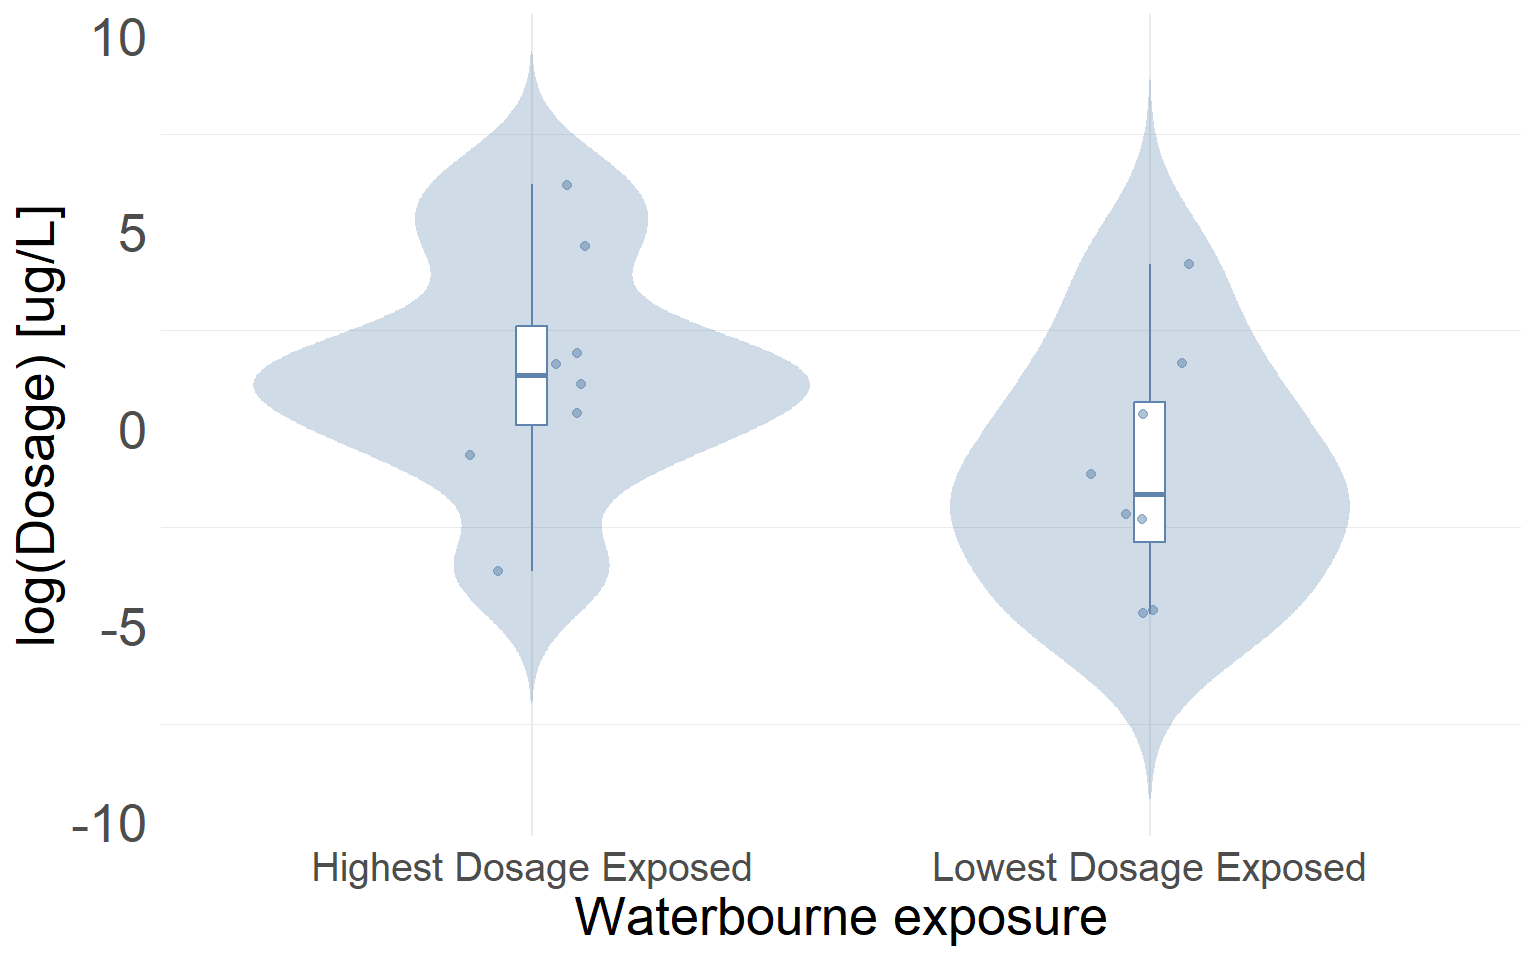 10
5
0
-5
-10
log(Dosage) [ug/L]
Highest Dosage Exposed
Lowest Dosage Exposed
Waterbourne exposure